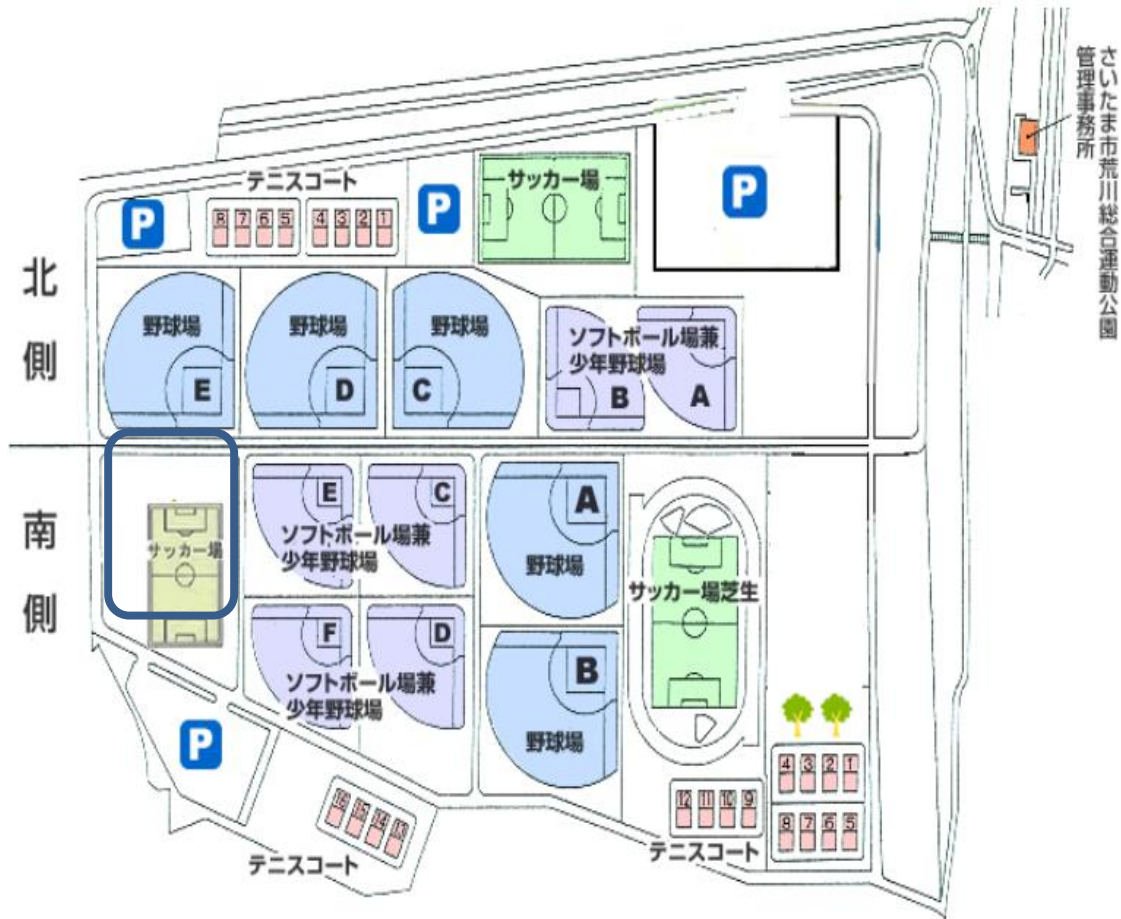 さいたま市荒川総合運動公園
管理事務所
テニスコート
P
8 7 6 5
4 3 2 1
P
サッカー場
P
北側
野球場
E
野球場
D
野球場
C
ソフトボール場兼
少年野球場
B
A
南側
サッカー場
E
C
ソフトボール場兼
少年野球場
F
D
ソフトボール場兼
少年野球場
A
野球場
B
野球場
サッカー場芝生
P
16 15 14 13
テニスコート
12 11 10 9
テニスコート
4 3 2 1
8 7 6 5